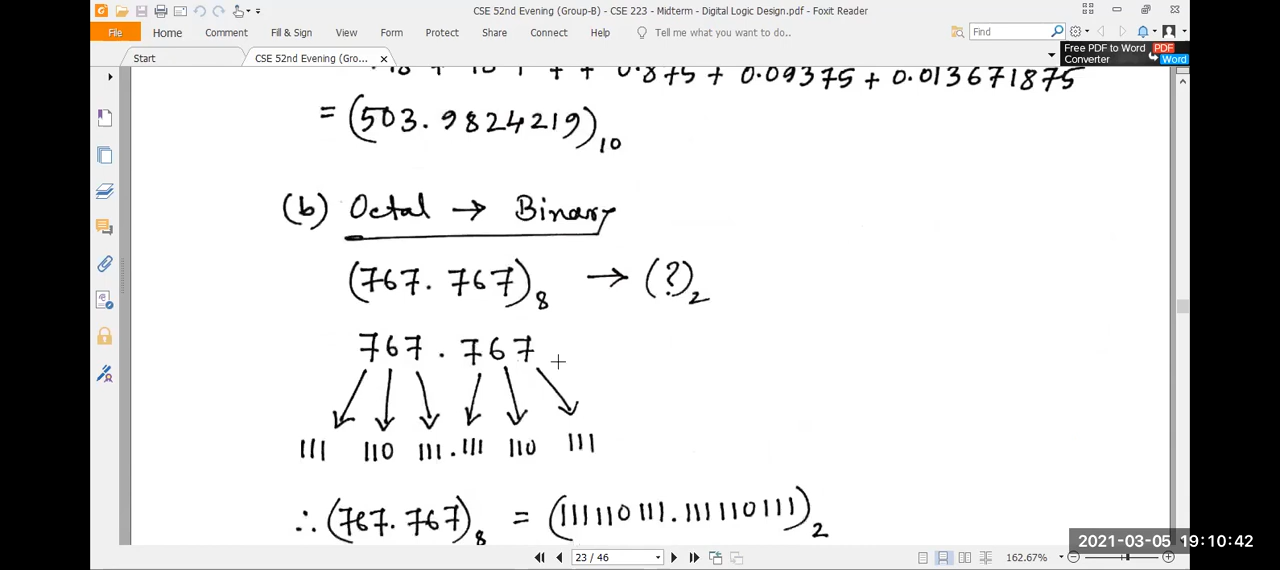 CSE 52nd Evening (Group-B) - CSE 223 - Midterm - Digital Logic Design.pdf - Foxit Reader
File Home Comment Fill & Sign View Form Protect Share Connect Help Tell me what you want to do.. Find
Start CSE 52nd Evening (Gro... Free PDF to Word Converter PDF Word
0.875 + 0.09375 + 0.013671875
= (503.9824219)₁₀
(b) Octal → Binary
(767.767)₈ → (?)₂
767.767
111 110 111.111 110 111
∴ (767.767)₈ = (111110111.111110111)₂
2021-03-05 19:10:42
23 / 46 162.67%